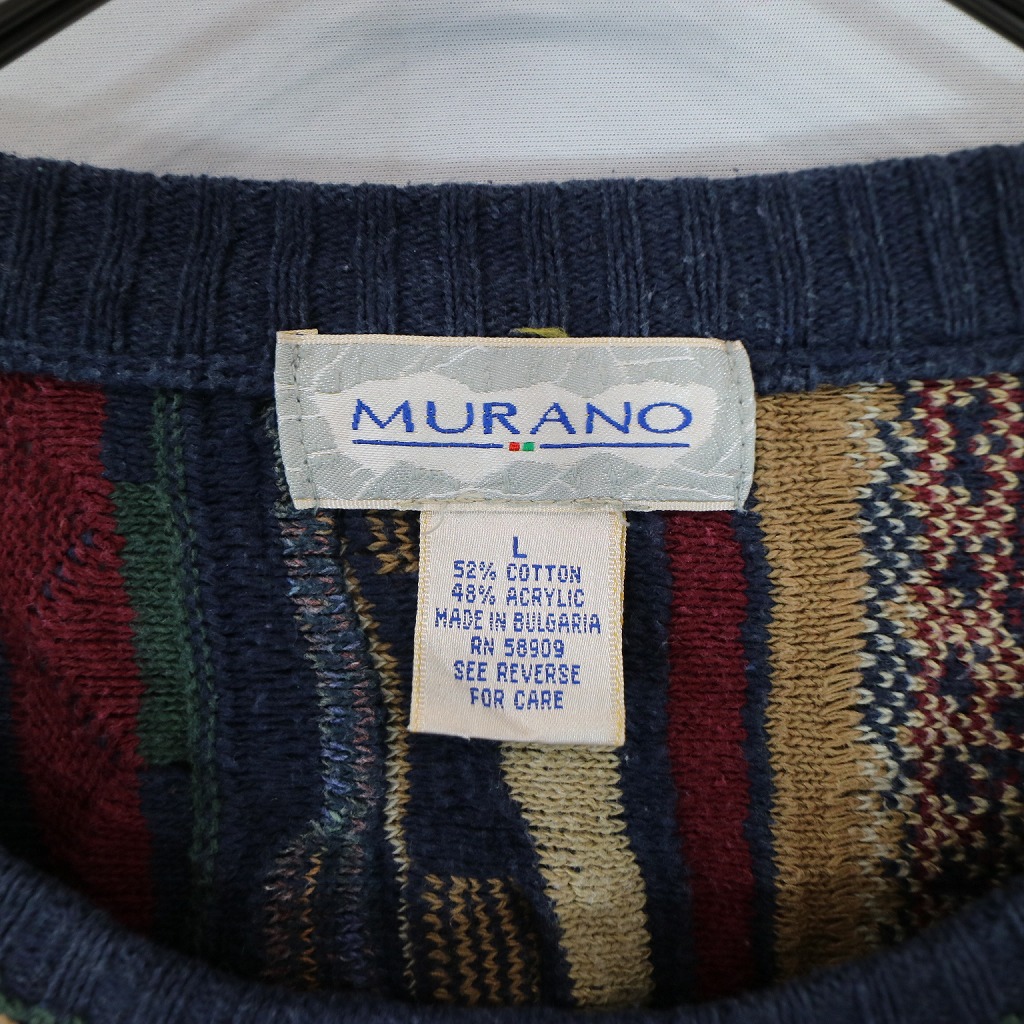 MURANO
L
52% COTTON
48% ACRYLIC
MADE IN BULGARIA
RN 58909
SEE REVERSE
FOR CARE